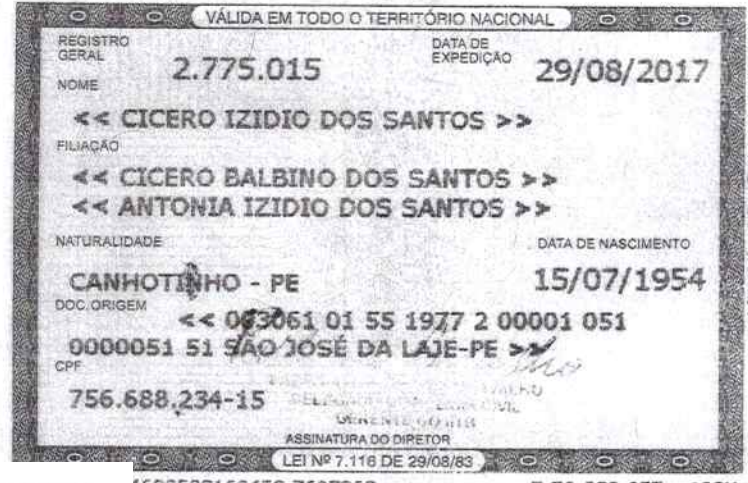 VÁLIDA EM TODO O TERRITÓRIO NACIONAL
REGISTRO GERAL 2.775.015 DATA DE EXPEDIÇÃO 29/08/2017
NOME
<< CICERO IZIDIO DOS SANTOS >>
FILIAÇÃO
<< CICERO BALBINO DOS SANTOS >>
<< ANTONIA IZIDIO DOS SANTOS >>
NATURALIDADE DATA DE NASCIMENTO
CANHOTINHO - PE 15/07/1954
DOC. ORIGEM
<< 063061 01 55 1977 2 00001 051
0000051 51 SÃO JOSÉ DA LAJE-PE >>
CPF
756.688.234-15
ASSINATURA DO DIRETOR
LEI Nº 7.116 DE 29/08/83